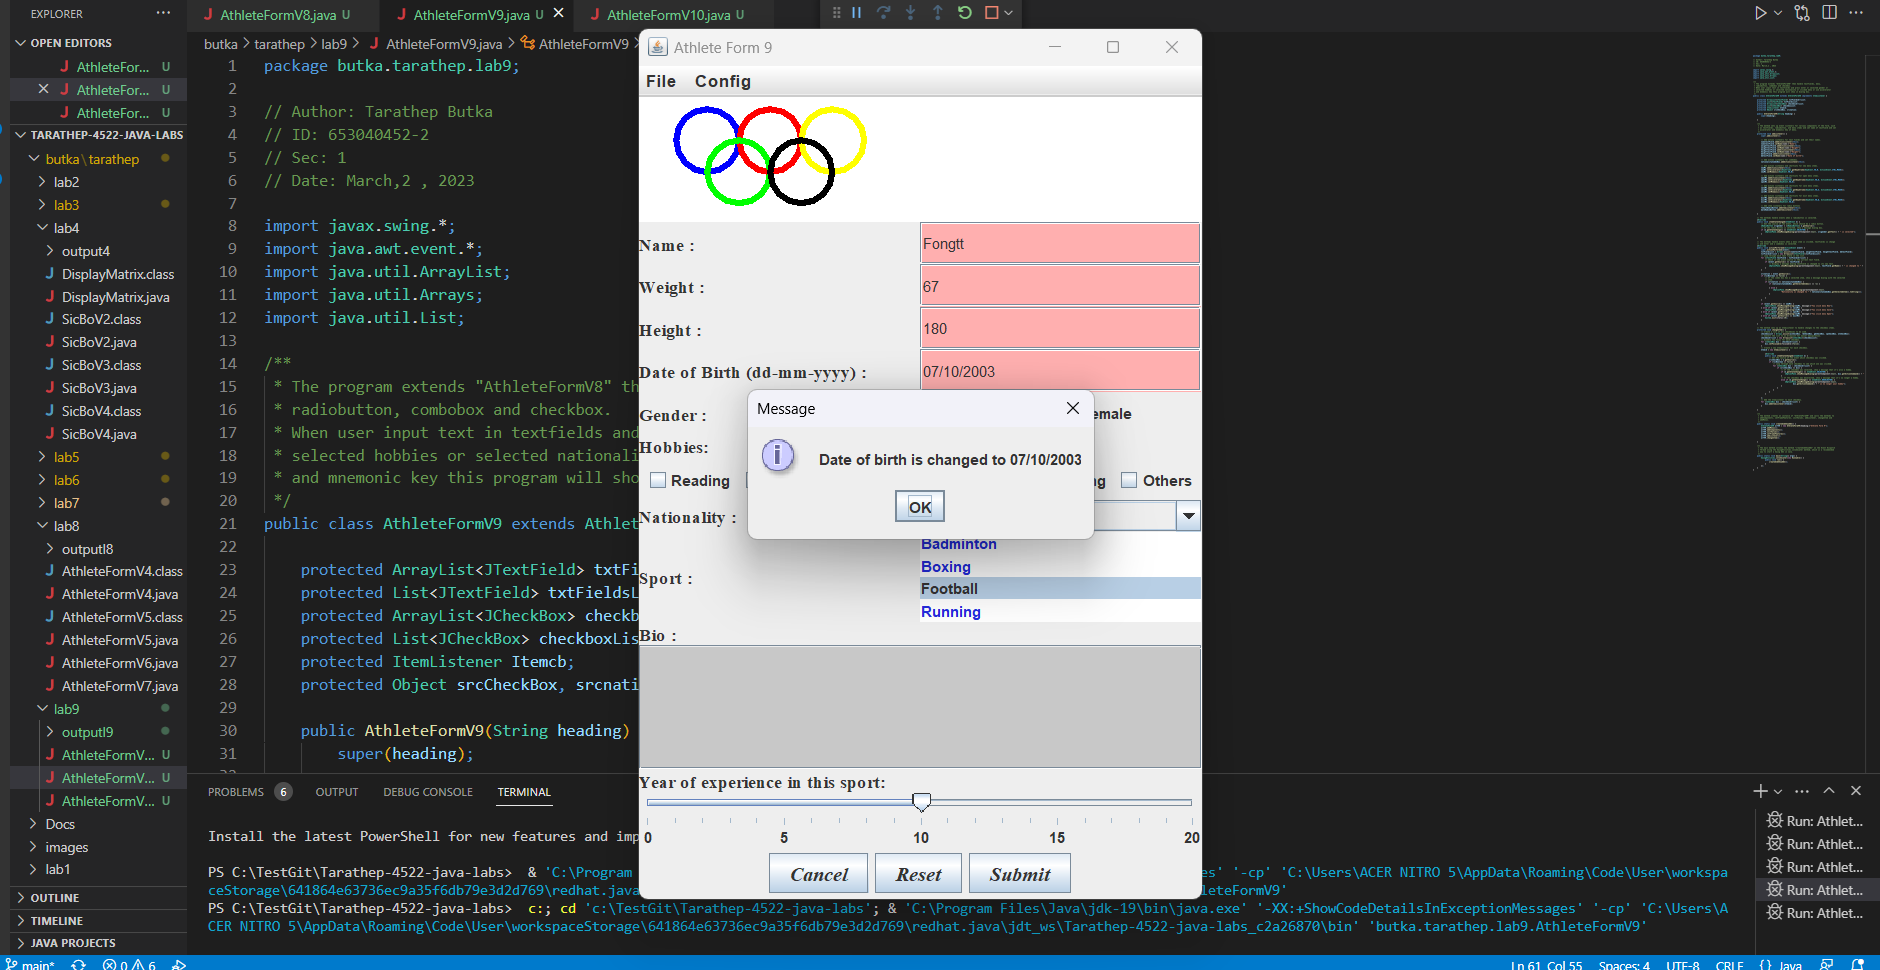 EXPLORER
OPEN EDITORS
AthleteFor... U
AthleteFor... U
AthleteFor... U
TARATHEP-4522-JAVA-LABS
butka\tarathep
lab2
lab3
lab4
output4
DisplayMatrix.class
DisplayMatrix.java
SicBoV2.class
SicBoV2.java
SicBoV3.class
SicBoV3.java
SicBoV4.class
SicBoV4.java
lab5
lab6
lab7
lab8
outputl8
AthleteFormV4.class
AthleteFormV4.java
AthleteFormV5.class
AthleteFormV5.java
AthleteFormV6.java
AthleteFormV7.java
lab9
outputl9
AthleteFormV... U
AthleteFormV... U
AthleteFormV... U
Docs
images
lab1
OUTLINE
TIMELINE
JAVA PROJECTS
AthleteFormV8.java U
AthleteFormV9.java U
AthleteFormV10.java U
butka > tarathep > lab9 > AthleteFormV9.java > AthleteFormV9
1 package butka.tarathep.lab9;
2
3 // Author: Tarathep Butka
4 // ID: 653040452-2
5 // Sec: 1
6 // Date: March,2 , 2023
7
8 import javax.swing.*;
9 import java.awt.event.*;
10 import java.util.ArrayList;
11 import java.util.Arrays;
12 import java.util.List;
13
14 /**
15 * The program extends "AthleteFormV8" th
16 * radiobutton, combobox and checkbox.
17 * When user input text in textfields and
18 * selected hobbies or selected nationali
19 * and mnemonic key this program will sho
20 */
21 public class AthleteFormV9 extends Athlet
22
23 protected ArrayList<JTextField> txtFi
24 protected List<JTextField> txtFieldsL
25 protected ArrayList<JCheckBox> checkb
26 protected List<JCheckBox> checkboxLis
27 protected ItemListener Itemcb;
28 protected Object srcCheckBox, srcnati
29
30 public AthleteFormV9(String heading)
31 super(heading);
Athlete Form 9
File Config
Name : Fongtt
Weight : 67
Height : 180
Date of Birth (dd-mm-yyyy) : 07/10/2003
Gender : emale
Hobbies:
Reading ng Others
Nationality :
Message
Date of birth is changed to 07/10/2003
OK
Badminton
Boxing
Sport :
Football
Running
Bio :
Year of experience in this sport:
0 5 10 15 20
Cancel Reset Submit
PROBLEMS 6 OUTPUT DEBUG CONSOLE TERMINAL
Install the latest PowerShell for new features and imp
PS C:\TestGit\Tarathep-4522-java-labs> & 'C:\Program es' '-cp' 'C:\Users\ACER NITRO 5\AppData\Roaming\Code\User\workspa
ceStorage\641864e63736ec9a35f6db79e3d2d769\redhat.java hleteFormV9'
PS C:\TestGit\Tarathep-4522-java-labs> c:; cd 'c:\TestGit\Tarathep-4522-java-labs'; & 'C:\Program Files\Java\jdk-19\bin\java.exe' '-XX:+ShowCodeDetailsInExceptionMessages' '-cp' 'C:\Users\A
CER NITRO 5\AppData\Roaming\Code\User\workspaceStorage\641864e63736ec9a35f6db79e3d2d769\redhat.java\jdt_ws\Tarathep-4522-java-labs_c2a26870\bin' 'butka.tarathep.lab9.AthleteFormV9'
Run: Athlet...
Run: Athlet...
Run: Athlet...
Run: Athlet...
Run: Athlet...
main* 0 6
Ln 61, Col 55 Spaces: 4 UTF-8 CRLF {} Java